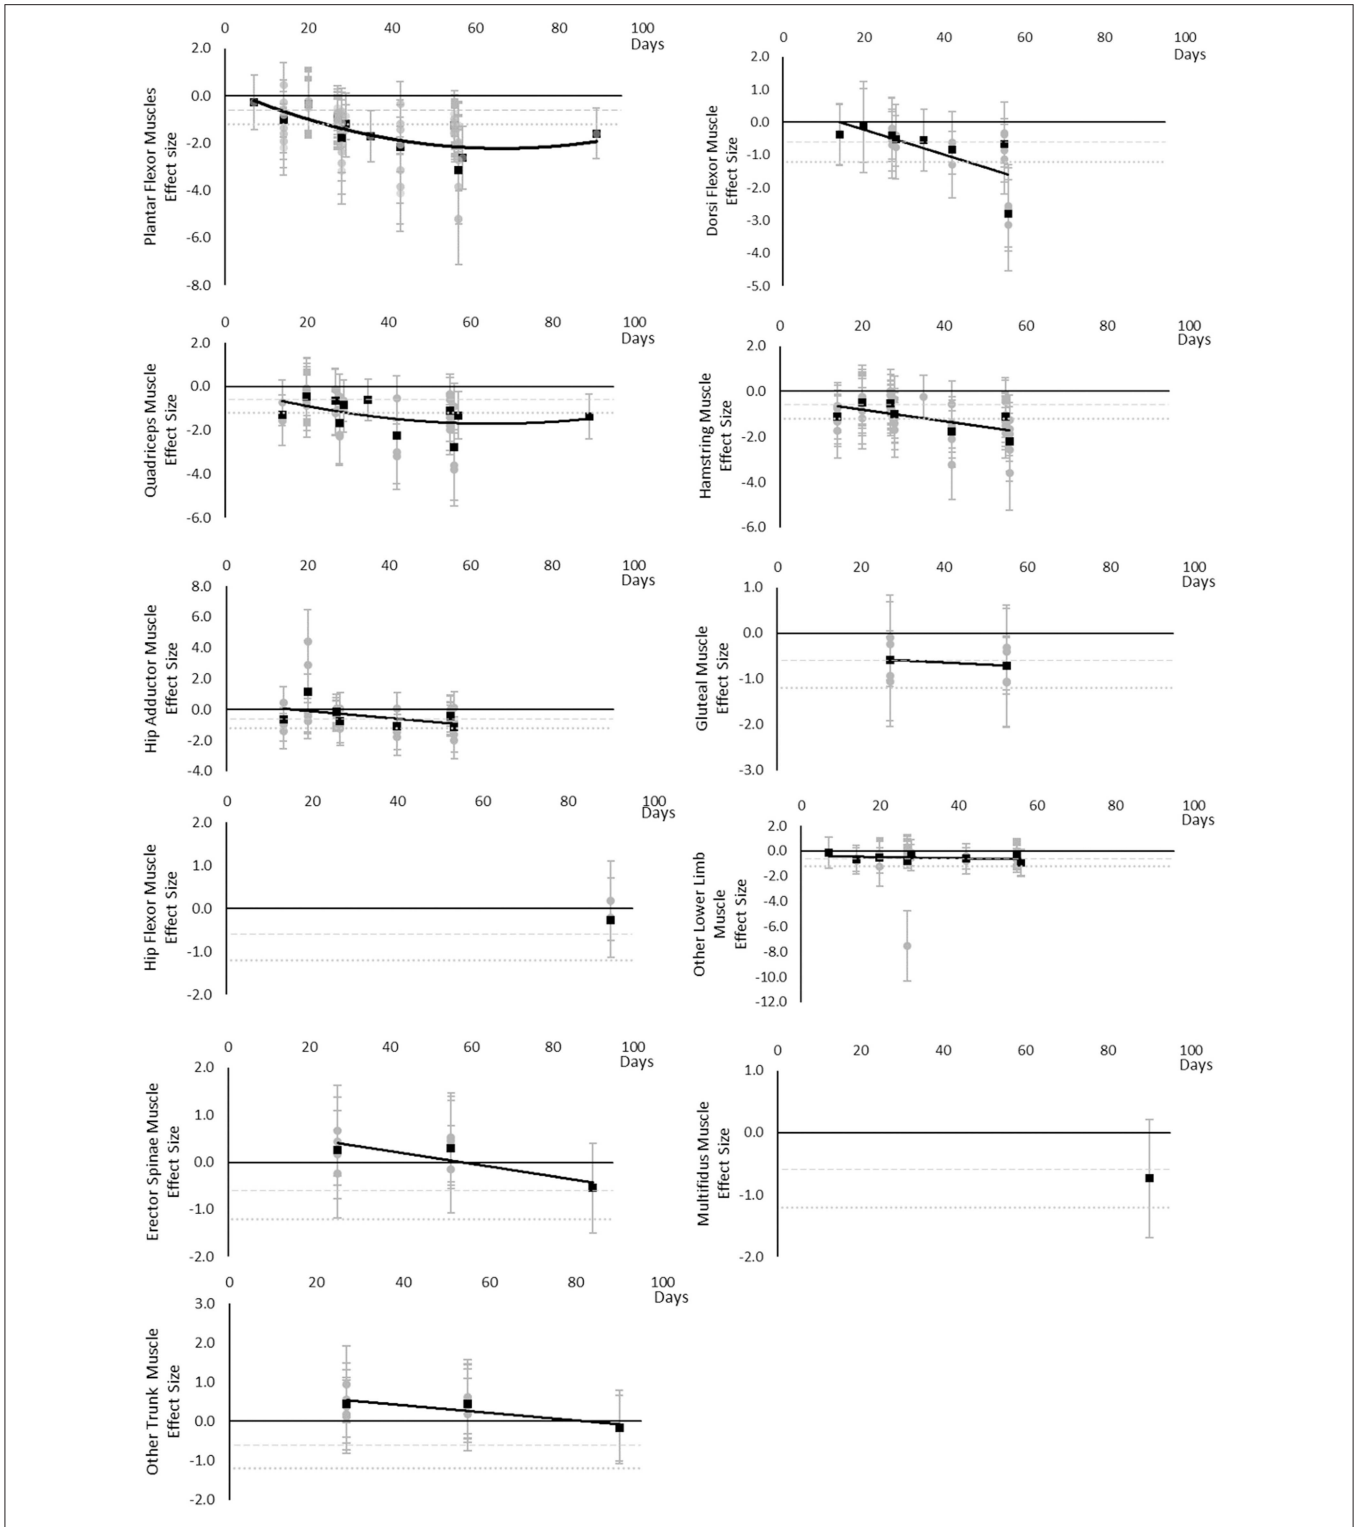 0 20 40 60 80 100
Days
2.0
0.0
-2.0
-4.0
-6.0
-8.0
Plantar Flexor Muscles
Effect size
0 20 40 60 80 100
Days
2.0
1.0
0.0
-1.0
-2.0
-3.0
-4.0
-5.0
Dorsi Flexor Muscle
Effect Size
0 20 40 60 80 100
Days
2.0
0.0
-2.0
-4.0
-6.0
Quadriceps Muscle
Effect Size
0 20 40 60 80 100
Days
2.0
0.0
-2.0
-4.0
-6.0
Hamstring Muscle
Effect Size
0 20 40 60 80 100
Days
8.0
6.0
4.0
2.0
0.0
-2.0
-4.0
Hip Adductor Muscle
Effect Size
0 20 40 60 80 100
Days
1.0
0.0
-1.0
-2.0
-3.0
Gluteal Muscle
Effect Size
0 20 40 60 80 100
Days
2.0
1.0
0.0
-1.0
-2.0
Hip Flexor Muscle
Effect Size
0 20 40 60 80 100
Days
2.0
0.0
-2.0
-4.0
-6.0
-8.0
-10.0
-12.0
Other Lower Limb
Muscle
Effect Size
0 20 40 60 80 100
Days
2.0
1.0
0.0
-1.0
-2.0
Erector Spinae Muscle
Effect Size
0 20 40 60 80 100
Days
1.0
0.0
-1.0
-2.0
Multifidus Muscle
Effect Size
0 20 40 60 80 100
Days
3.0
2.0
1.0
0.0
-1.0
-2.0
Other Trunk Muscle
Effect Size